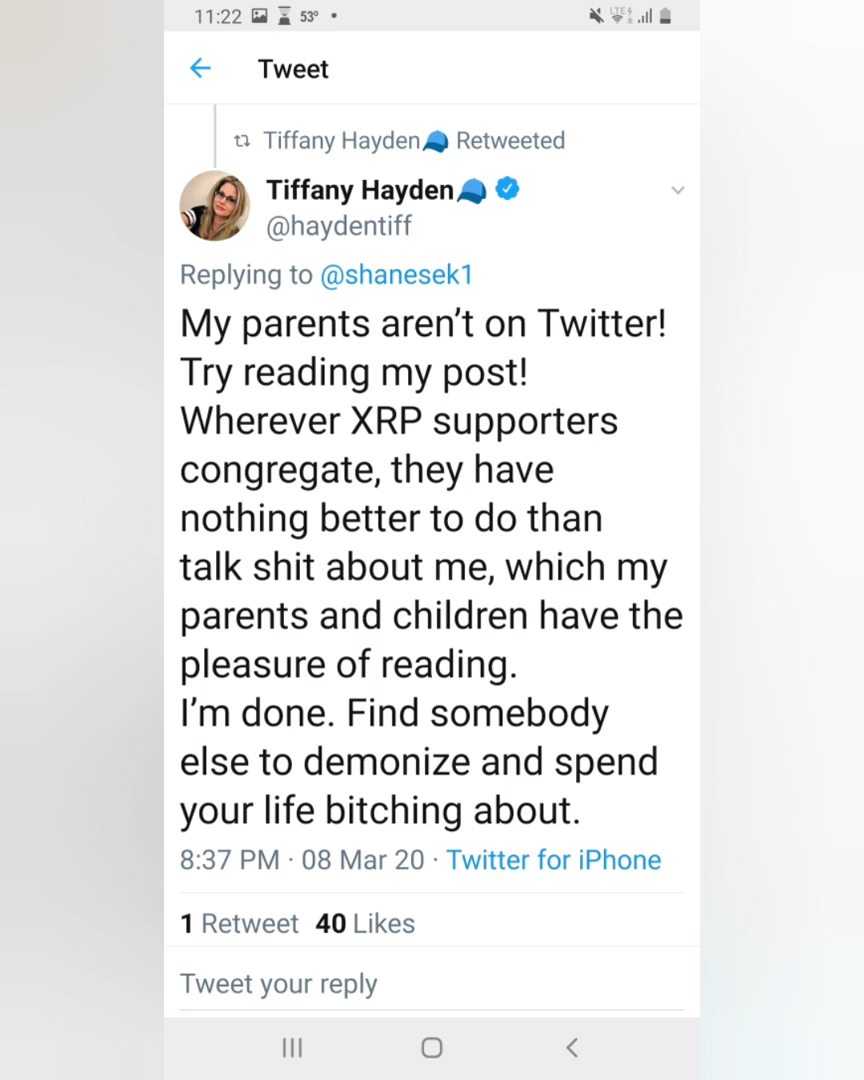 11:22 53° •
LTE
Tweet
Tiffany Hayden🧢 Retweeted
Tiffany Hayden🧢
@haydentiff
Replying to @shanesek1
My parents aren't on Twitter!
Try reading my post!
Wherever XRP supporters
congregate, they have
nothing better to do than
talk shit about me, which my
parents and children have the
pleasure of reading.
I'm done. Find somebody
else to demonize and spend
your life bitching about.
8:37 PM · 08 Mar 20 · Twitter for iPhone
1 Retweet 40 Likes
Tweet your reply